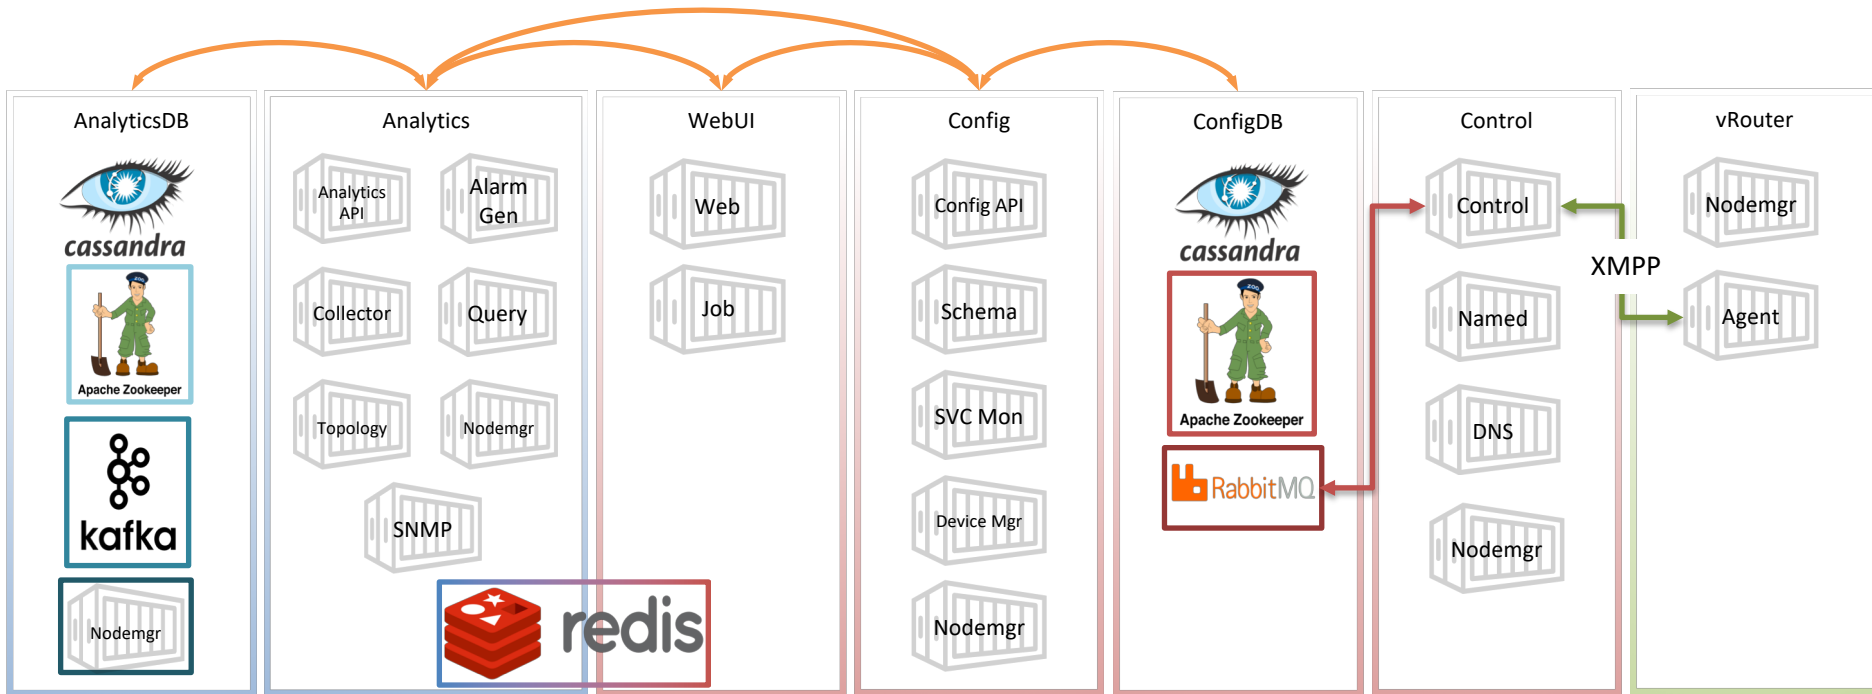 AnalyticsDB
cassandra
ZOO
Apache Zookeeper
kafka
Nodemgr
Analytics
Analytics
API
Alarm
Gen
Collector
Query
Topology
Nodemgr
SNMP
redis
WebUI
Web
Job
Config
Config API
Schema
SVC Mon
Device Mgr
Nodemgr
ConfigDB
cassandra
ZOO
Apache Zookeeper
RabbitMQ
Control
Control
Named
DNS
Nodemgr
XMPP
vRouter
Nodemgr
Agent